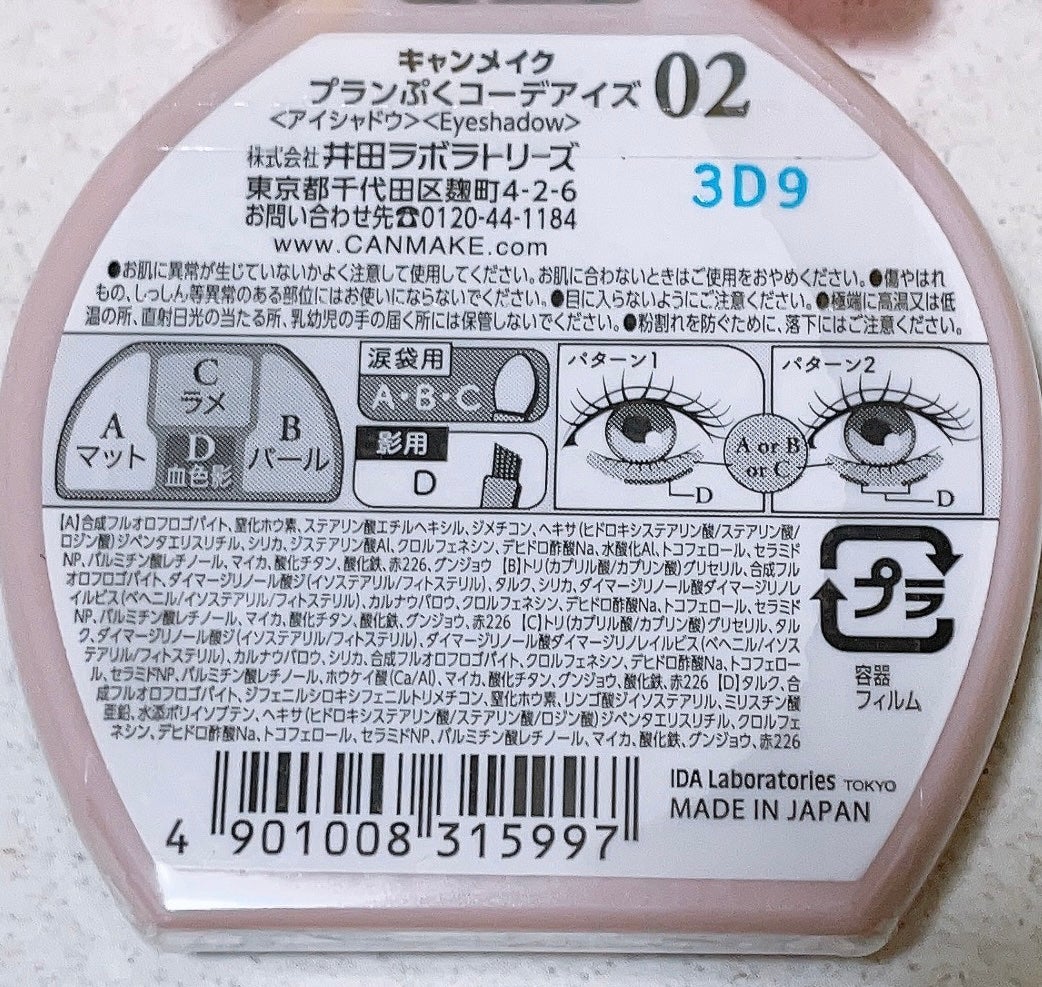 キャンメイク
プランぷくコーデアイズ 02
<アイシャドウ><Eyeshadow>
株式会社 井田ラボラトリーズ
東京都千代田区麹町4-2-6
お問い合わせ先☎0120-44-1184
www.CANMAKE.com
3D9
●お肌に異常が生じていないかよく注意して使用してください。お肌に合わないときはご使用をおやめください。●傷やはれ
もの、しっしん等異常のある部位にはお使いにならないでください。●目に入らないようにご注意ください。●極端に高温又は低
温の所、直射日光の当たる所、乳幼児の手の届く所には保管しないでください。●粉割れを防ぐために、落下にはご注意ください。
A
マット
C
ラメ
D
血色影
B
パール
涙袋用
A・B・C
影用
D
パターン1
D
A or B
or C
パターン2
D
【A】合成フルオロフロゴパイト、窒化ホウ素、ステアリン酸エチルヘキシル、ジメチコン、ヘキサ(ヒドロキシステアリン酸/ステアリン酸/
ロジン酸)ジペンタエリスリチル、シリカ、ジステアリン酸Al、クロルフェネシン、デヒドロ酢酸Na、水酸化Al、トコフェロール、セラミド
NP、パルミチン酸レチノール、マイカ、酸化チタン、酸化鉄、赤226、グンジョウ 【B】トリ(カプリル酸/カプリン酸)グリセリル、合成フル
オロフロゴパイト、ダイマージリノール酸ジ(イソステアリル/フィトステリル)、タルク、シリカ、ダイマージリノール酸ダイマージリノレ
イルビス(ベヘニル/イソステアリル/フィトステリル)、カルナウバロウ、クロルフェネシン、デヒドロ酢酸Na、トコフェロール、セラミド
NP、パルミチン酸レチノール、マイカ、酸化チタン、酸化鉄、グンジョウ、赤226 【C】トリ(カプリル酸/カプリン酸)グリセリル、タル
ク、ダイマージリノール酸ジ(イソステアリル/フィトステリル)、ダイマージリノール酸ダイマージリノレイルビス(ベヘニル/イソス
テアリル/フィトステリル)、カルナウバロウ、シリカ、合成フルオロフロゴパイト、クロルフェネシン、デヒドロ酢酸Na、トコフェロ
ール、セラミドNP、パルミチン酸レチノール、ホウケイ酸(Ca/Al)、マイカ、酸化チタン、グンジョウ、酸化鉄、赤226 【D】タルク、合
成フルオロフロゴパイト、ジフェニルシロキシフェニルトリメチコン、窒化ホウ素、リンゴ酸ジイソステアリル、ミリスチン酸
亜鉛、水添ポリイソブテン、ヘキサ(ヒドロキシステアリン酸/ステアリン酸/ロジン酸)ジペンタエリスリチル、クロルフェ
ネシン、デヒドロ酢酸Na、トコフェロール、セラミドNP、パルミチン酸レチノール、マイカ、酸化鉄、グンジョウ、赤226
プラ
容器
フィルム
4 901008 315997
IDA Laboratories TOKYO
MADE IN JAPAN